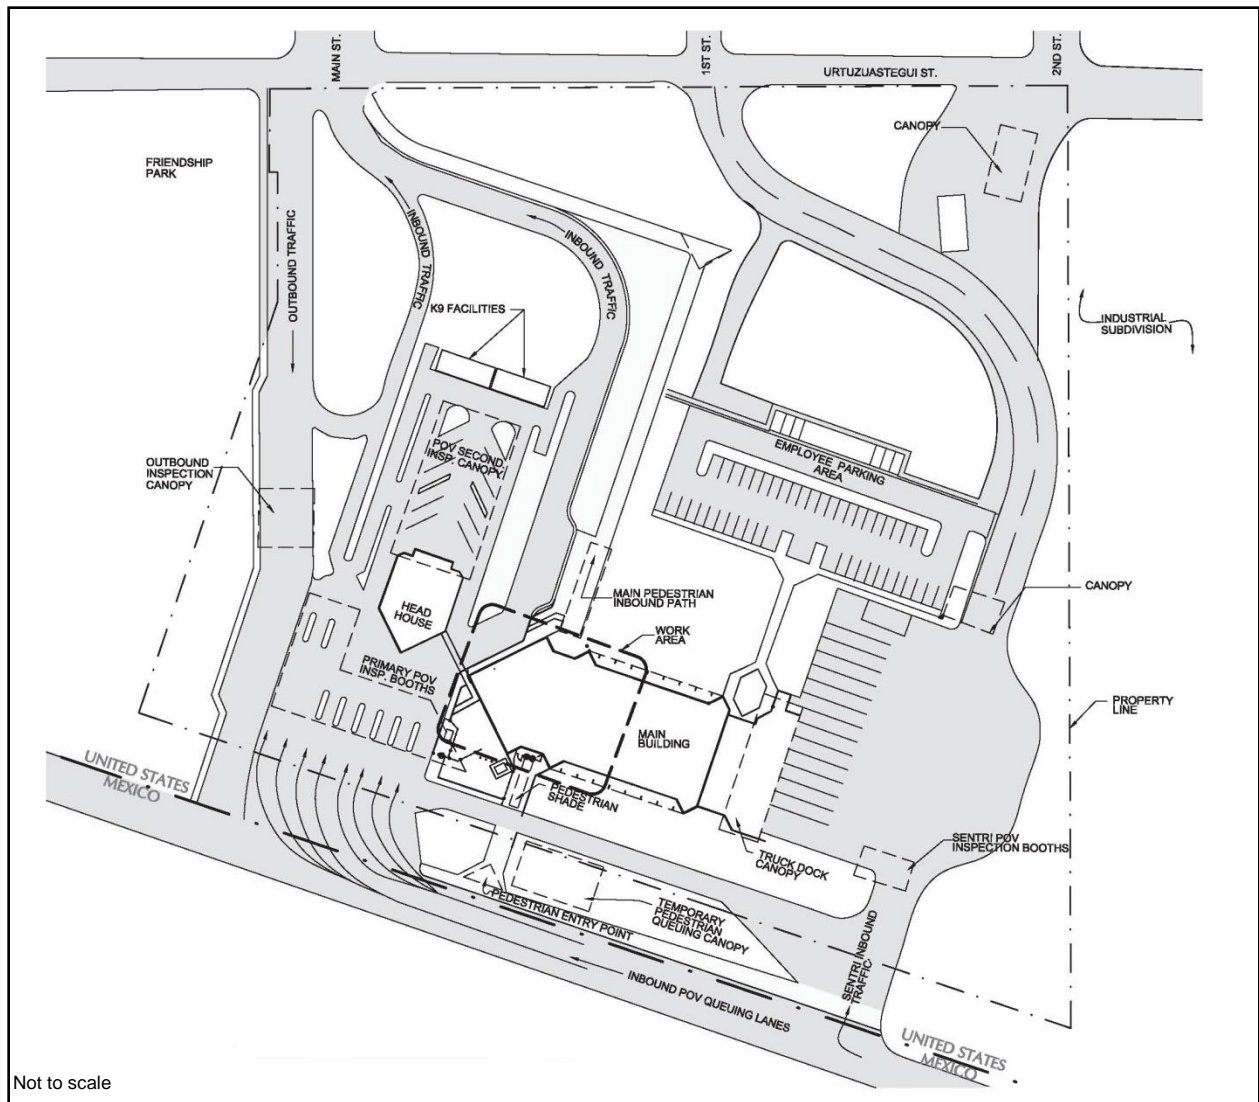 MAIN ST.
1ST ST.
URTUZUASTEGUI ST.
2ND ST.
CANOPY
FRIENDSHIP
PARK
OUTBOUND TRAFFIC
INBOUND TRAFFIC
INBOUND TRAFFIC
K9 FACILITIES
INDUSTRIAL
SUBDIVISION
POV SECOND.
INSP. CANOPY
EMPLOYEE PARKING
AREA
OUTBOUND
INSPECTION
CANOPY
MAIN PEDESTRIAN
INBOUND PATH
CANOPY
HEAD
HOUSE
WORK
AREA
PRIMARY POV
INSP. BOOTHS
PROPERTY
LINE
MAIN
BUILDING
UNITED STATES
MEXICO
PEDESTRIAN
SHADE
TRUCK DOCK
CANOPY
SENTRI POV
INSPECTION BOOTHS
PEDESTRIAN ENTRY POINT
TEMPORARY
PEDESTRIAN
QUEUING CANOPY
SENTRI INBOUND
TRAFFIC
INBOUND POV QUEUING LANES
UNITED STATES
MEXICO
Not to scale